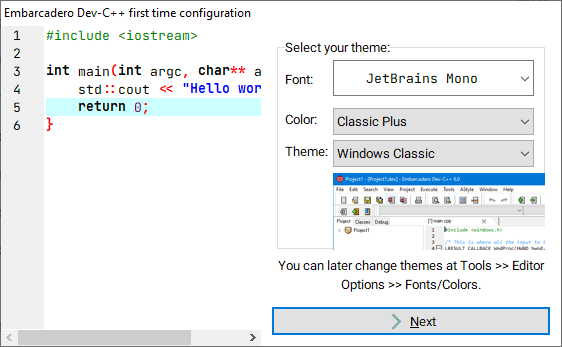 Embarcadero Dev-C++ first time configuration
1 #include <iostream>
2
3 int main(int argc, char** a
4 std::cout << "Hello wor
5 return 0;
6 }
Select your theme:
Font: JetBrains Mono
Color: Classic Plus
Theme: Windows Classic
Project1 - [Project1.dev] - Embarcadero Dev-C++ 6.0
File Edit Search View Project Execute Tools AStyle Window Help
Project Classes Debug
main.cpp
Project1
1 #include <windows.h>
2
3 /* This is where all the input to t
4 LRESULT CALLBACK WndProc(HWND hwnd,
You can later change themes at Tools >> Editor
Options >> Fonts/Colors.
Next